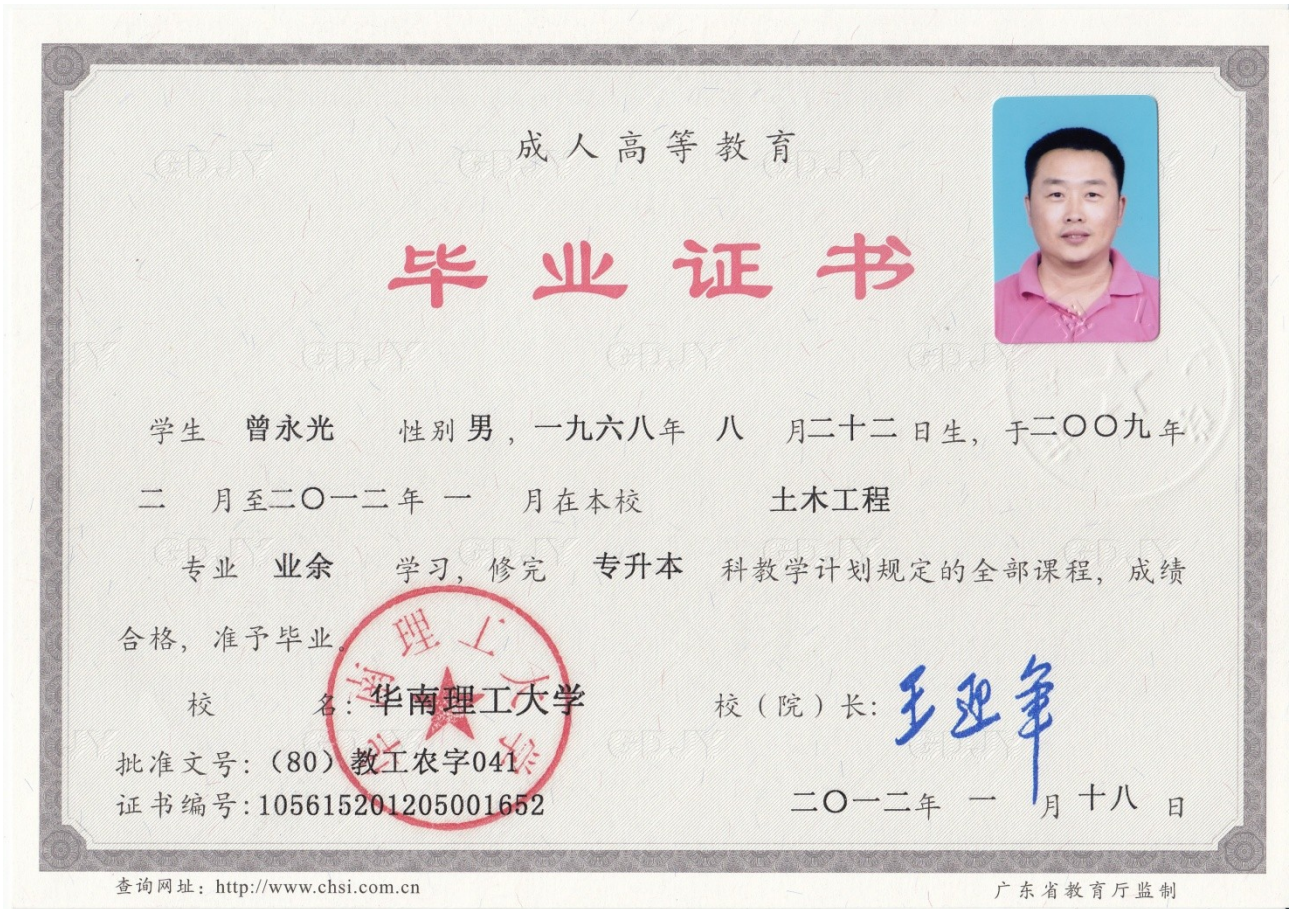 成人高等教育
毕业证书
学生 曾永光 性别 男，一九六八年 八 月二十二日生，于二〇〇九年
二 月至二〇一二年 一 月在本校 土木工程
专业 业余 学习，修完 专升本 科教学计划规定的全部课程，成绩
合格，准予毕业。
校 名：华南理工大学 校（院）长：王迎军
批准文号：（80）教工农字041
证书编号：105615201205001652
二〇一二年 一 月十八日
华南理工大学
查询网址：http://www.chsi.com.cn
广东省教育厅监制
GDJY